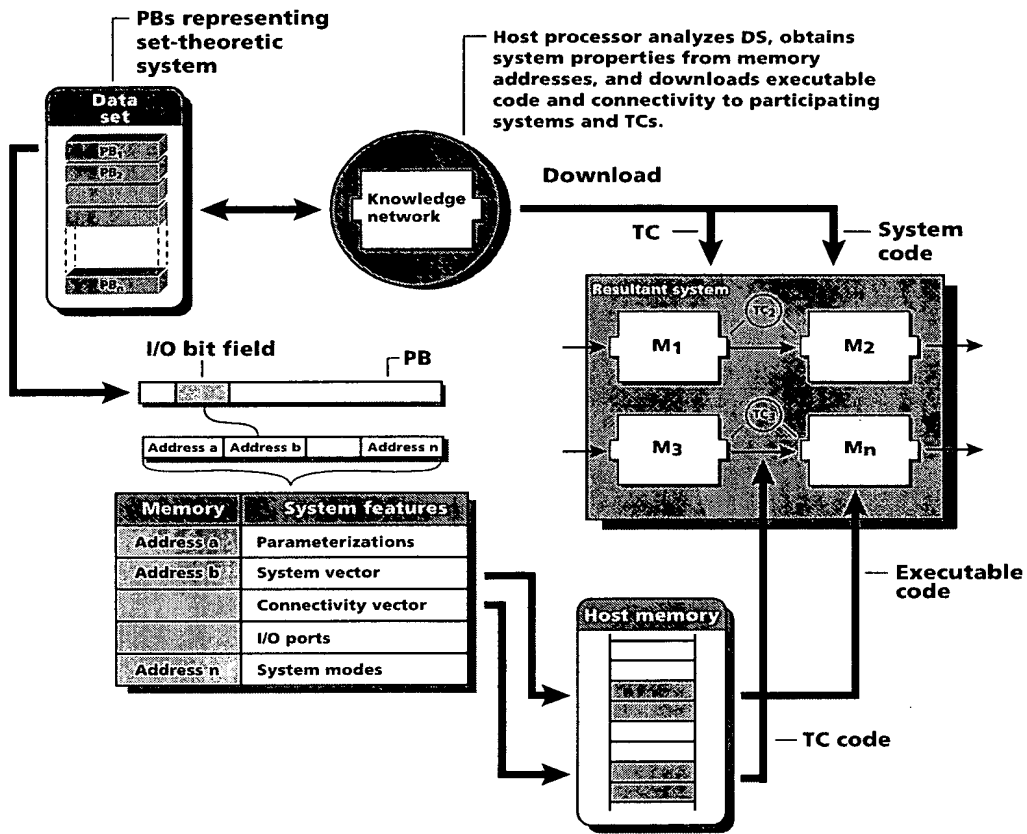 PBs representing
set-theoretic
system
Host processor analyzes DS, obtains
system properties from memory
addresses, and downloads executable
code and connectivity to participating
systems and TCs.
Data
set
PB1
PB2
PBn
Knowledge
network
Download
TC
System
code
Resultant system
TC2
M1
M2
TC3
M3
Mn
I/O bit field
PB
Address a Address b Address n
Memory System features
Address a Parameterizations
Address b System vector
Connectivity vector
I/O ports
Address n System modes
Executable
code
Host memory
TC code